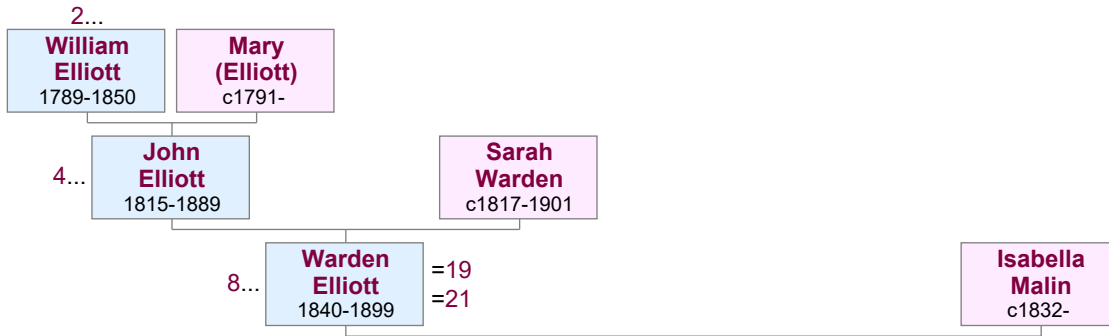 2...
William
Elliott
1789-1850
Mary
(Elliott)
c1791-
4...
John
Elliott
1815-1889
Sarah
Warden
c1817-1901
8...
Warden
Elliott
1840-1899
=19
=21
Isabella
Malin
c1832-